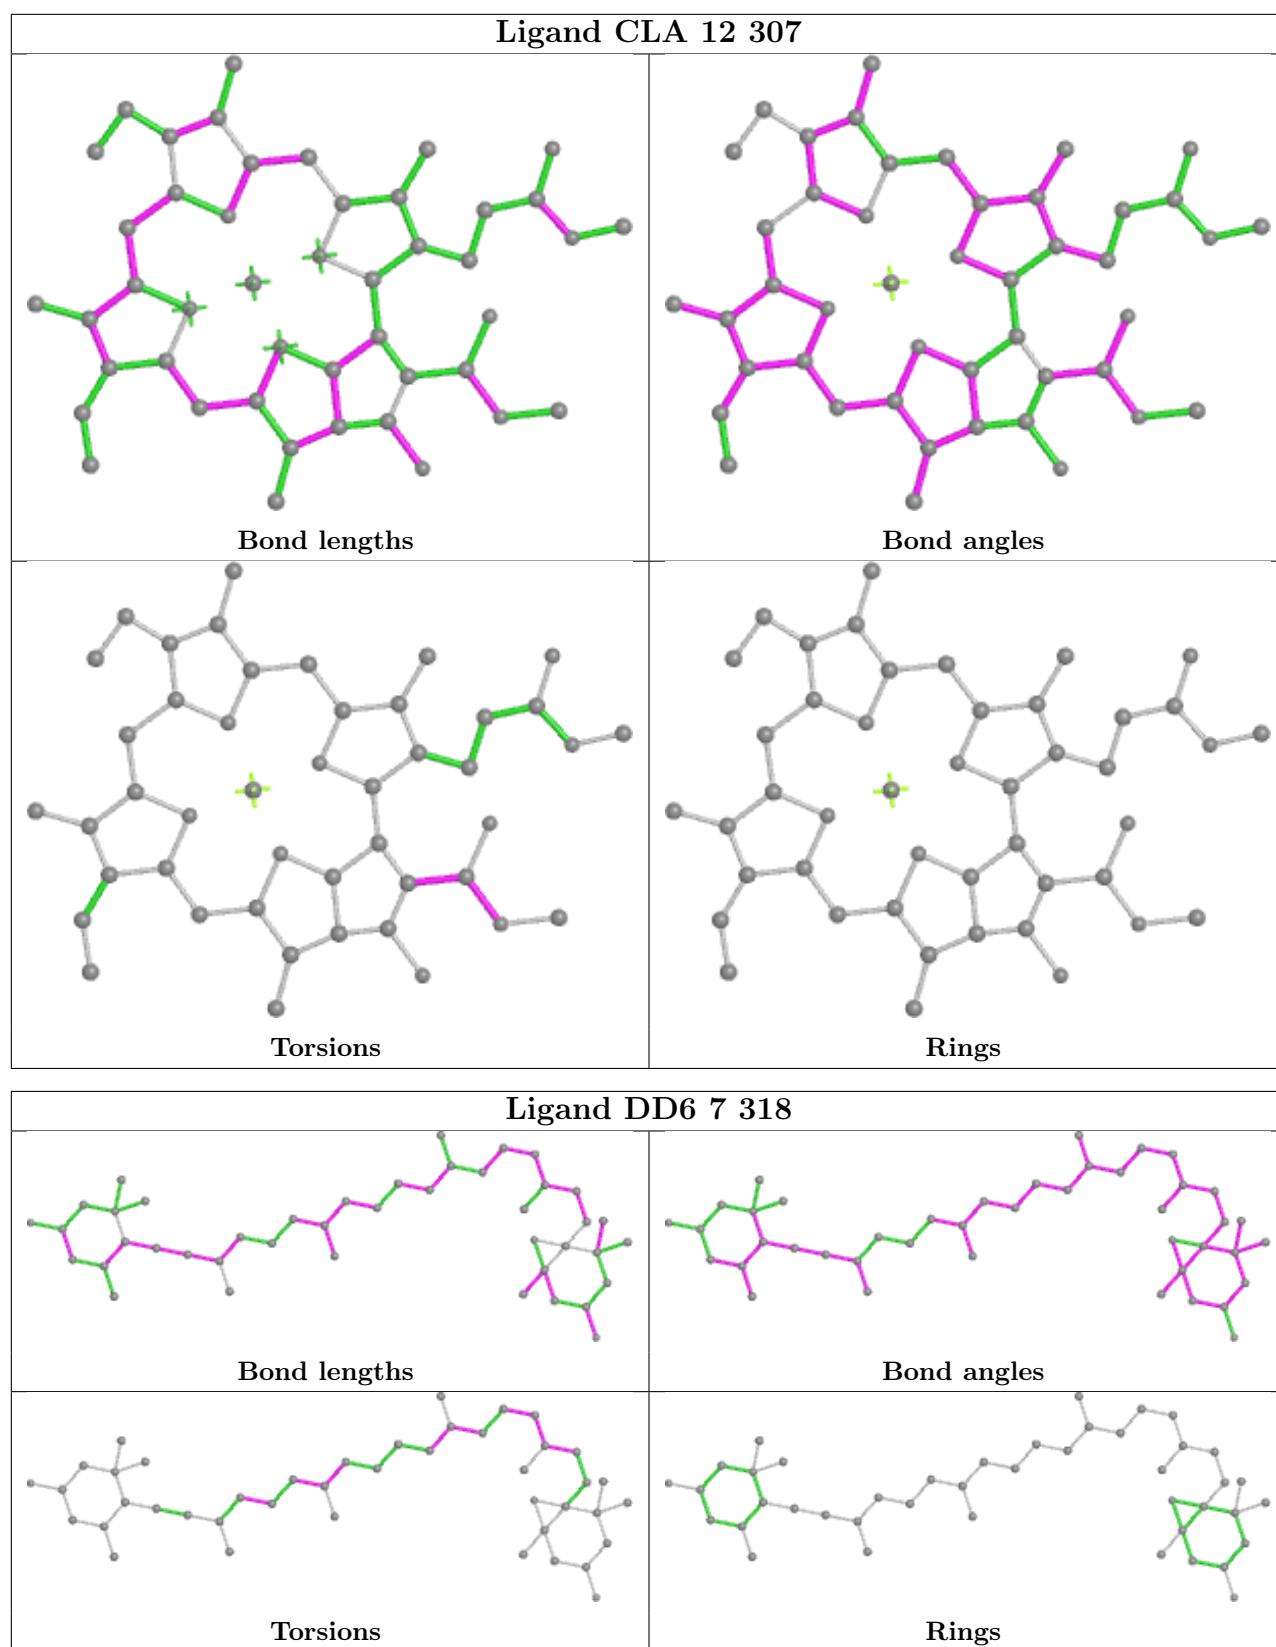 Ligand CLA 12 307
Bond lengths
Bond angles
Torsions
Rings
Ligand DD6 7 318
Bond lengths
Bond angles
Torsions
Rings